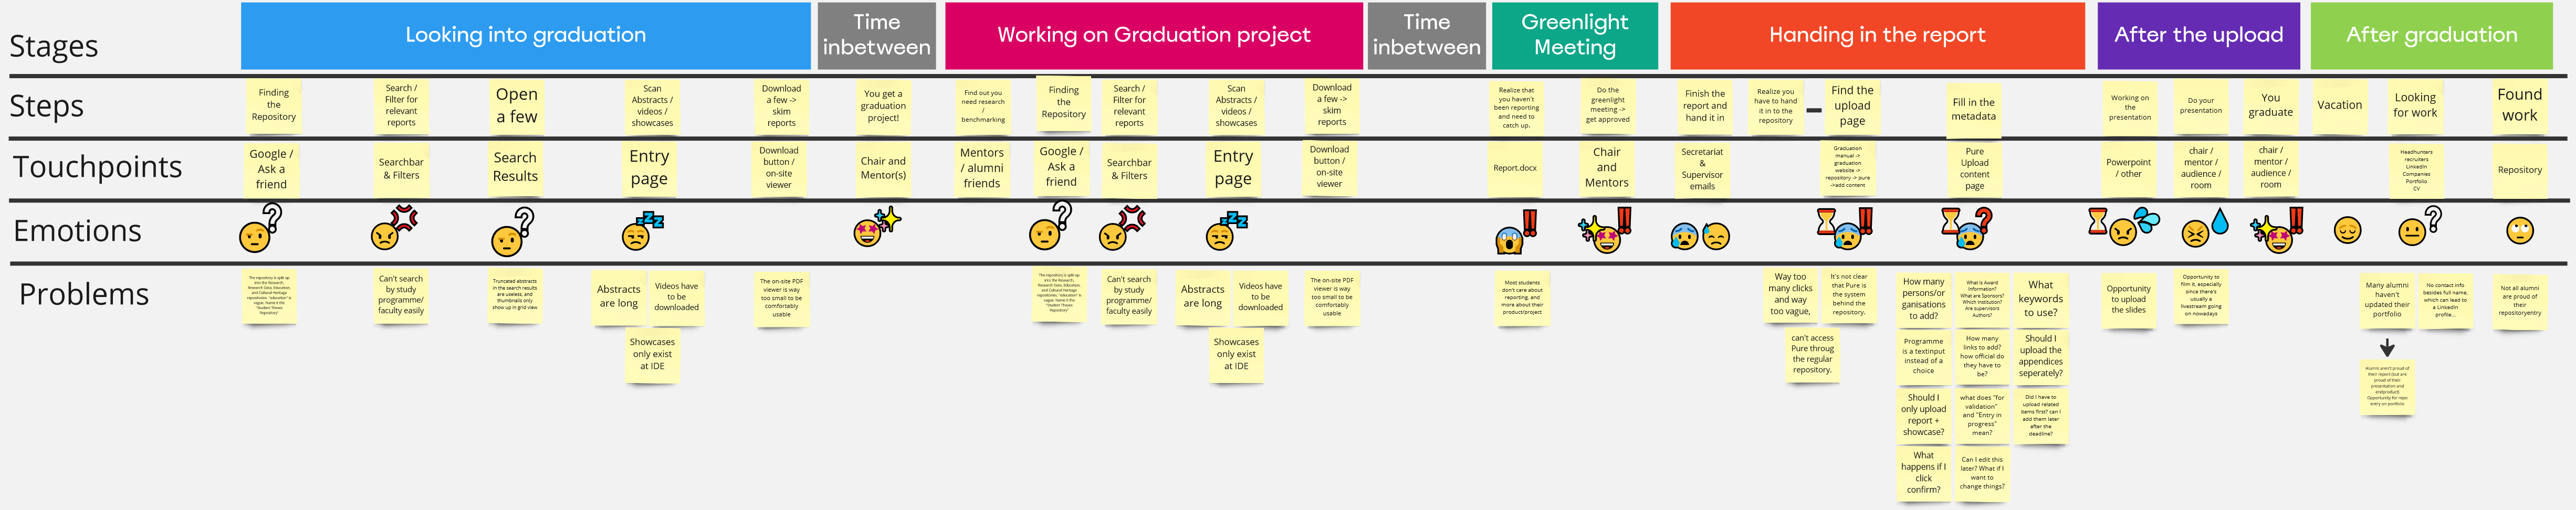 Stages
Looking into graduation
Time
inbetween
Working on Graduation project
Time
inbetween
Greenlight
Meeting
Handing in the report
After the upload
After graduation
Steps
Finding
the
Repository
Search /
Filter for
relevant
reports
Open
a few
Scan
Abstracts /
videos /
showcases
Download
a few ->
skim
reports
You get a
graduation
project!
Find out you
need research
/
benchmarking
Finding
the
Repository
Search /
Filter for
relevant
reports
Scan
Abstracts /
videos /
showcases
Download
a few ->
skim
reports
Realize that
you haven't
been reporting
and need to
catch up.
Do the
greenlight
meeting ->
get approved
Finish the
report and
hand it in
Realize you
have to hand
it in to the
repository
Find the
upload
page
Fill in the
metadata
Working on
the
presentation
Do your
presentation
You
graduate
Vacation
Looking
for work
Found
work
Touchpoints
Google /
Ask a
friend
Searchbar
& Filters
Search
Results
Entry
page
Download
button /
on-site
viewer
Chair and
Mentor(s)
Mentors
/ alumni
friends
Google /
Ask a
friend
Searchbar
& Filters
Entry
page
Download
button /
on-site
viewer
Report.docx
Chair
and
Mentors
Secretariat
&
Supervisor
emails
Graduation
manual ->
graduation
website ->
repository -> pure
->add content
Pure
Upload
content
page
Powerpoint
/ other
chair /
mentor /
audience /
room
chair /
mentor /
audience /
room
Headhunters
recruiters
LinkedIn
Companies
Portfolio
CV
Repository
Emotions
Problems
The repository is split up
into the Research,
Research Data, Education,
and Cultural Heritage
repositories. "education" is
vague. Name it the
"Student Theses
Repository"
Can't search
by study
programme/
faculty easily
Truncated abstracts
in the search results
are useless, and
thumbnails only
show up in grid view
Abstracts
are long
Videos have
to be
downloaded
Showcases
only exist
at IDE
The on-site PDF
viewer is way
too small to be
comfortably
usable
The repository is split up
into the Research,
Research Data, Education,
and Cultural Heritage
repositories. "education" is
vague. Name it the
"Student Theses
Repository"
Can't search
by study
programme/
faculty easily
Abstracts
are long
Videos have
to be
downloaded
Showcases
only exist
at IDE
The on-site PDF
viewer is way
too small to be
comfortably
usable
Most students
don't care about
reporting, and
more about their
product/project
Way too
many clicks
and way
too vague,
It's not clear
that Pure is
the system
behind the
repository.
can't access
Pure throug
the regular
repository.
How many
persons/or
ganisations
to add?
What is Award
Information?
What are Sponsors?
Which Institution?
Are supervisors
Authors?
What
keywords
to use?
Programme
is a textinput
instead of a
choice
How many
links to add?
how official do
they have to
be?
Should I
upload the
appendices
seperately?
Should I
only upload
report +
showcase?
what does "for
validation"
and "Entry in
progress"
mean?
Did I have to
upload related
items first? can I
add them later
after the
deadline?
What
happens if I
click
confirm?
Can I edit this
later? What if I
want to
change things?
Opportunity
to upload
the slides
Opportunity to
film it, especially
since there's
usually a
livestream going
on nowadays
Many alumni
haven't
updated their
portfolio
No contact info
besides full name,
which can lead to
a LinkedIn
profile...
Not all alumni
are proud of
their
repositoryentry
Alumni aren't proud of
their report (but are
proud of their
presentation and
endproduct)
Opportunity for repo
entry on portfolio